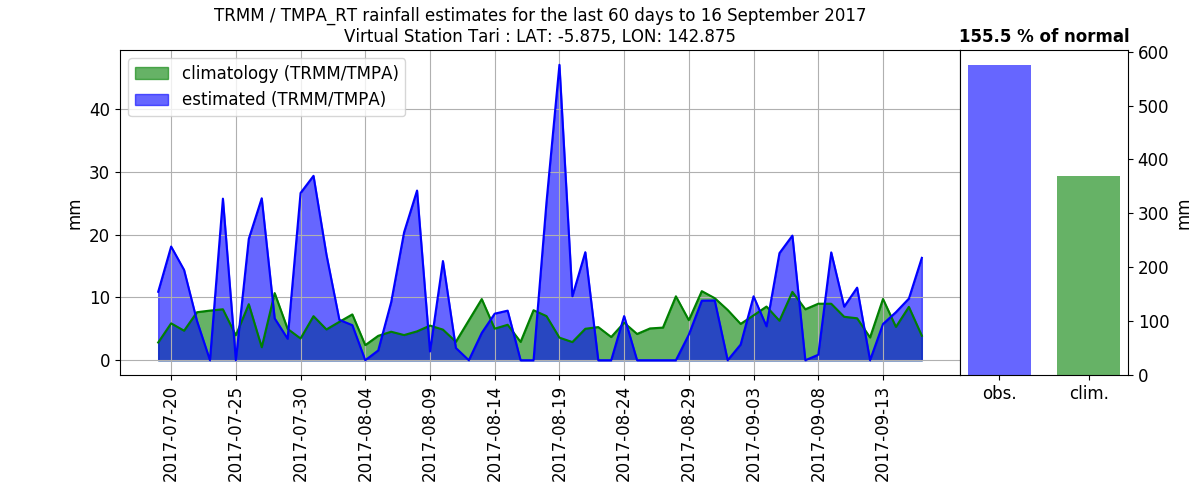 TRMM / TMPA_RT rainfall estimates for the last 60 days to 16 September 2017
Virtual Station Tari : LAT: -5.875, LON: 142.875
155.5 % of normal
climatology (TRMM/TMPA)
estimated (TRMM/TMPA)
mm
40
30
20
10
0
2017-07-20
2017-07-25
2017-07-30
2017-08-04
2017-08-09
2017-08-14
2017-08-19
2017-08-24
2017-08-29
2017-09-03
2017-09-08
2017-09-13
600
500
400
300
200
100
0
mm
obs.
clim.